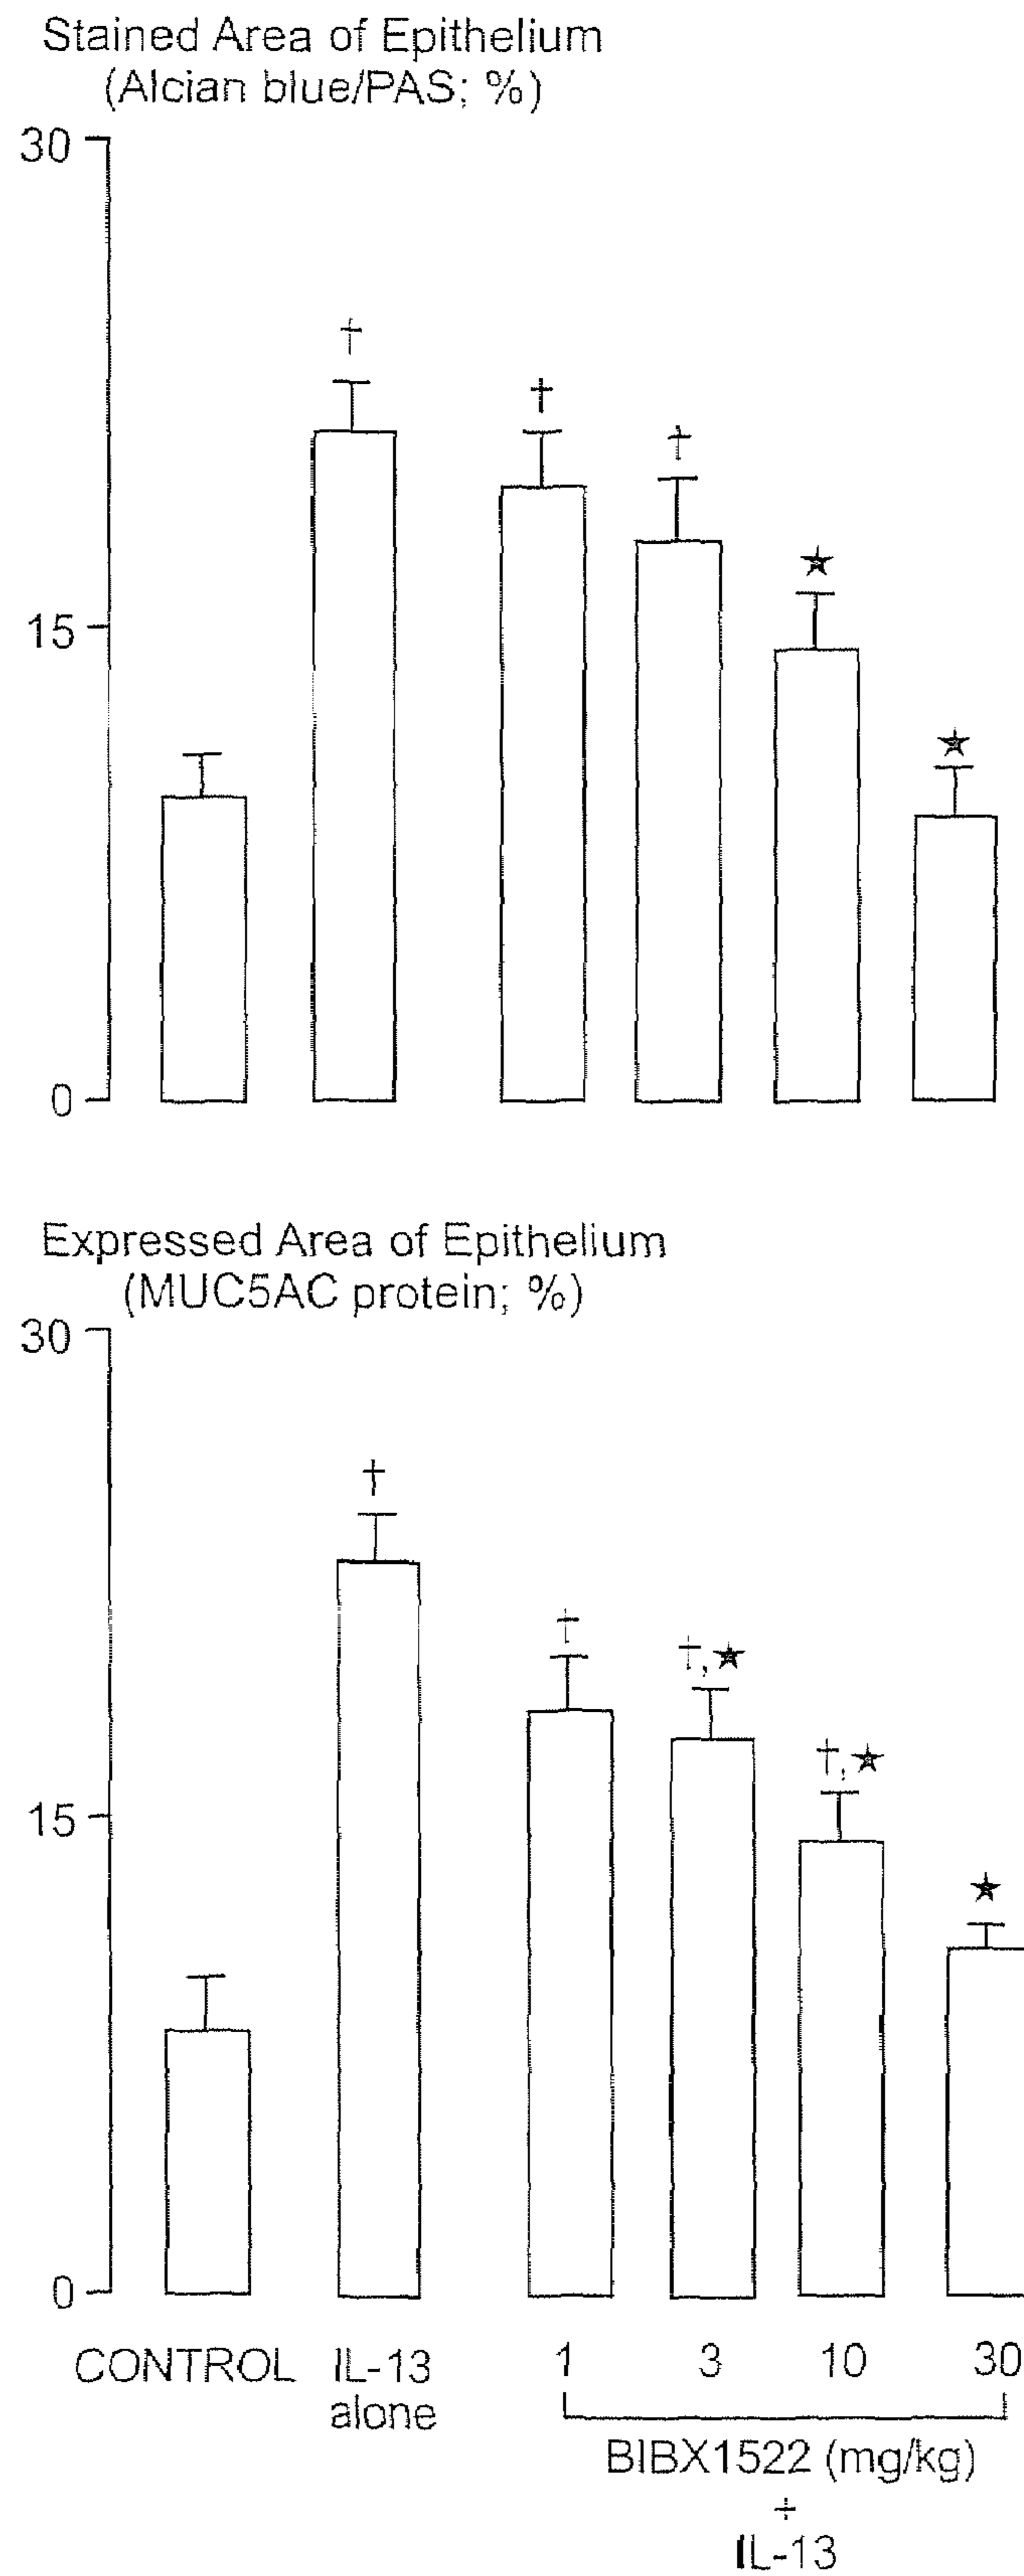 Stained Area of Epithelium
(Alcian blue/PAS; %)
30
†
†
†
★
15
★
0
Expressed Area of Epithelium
(MUC5AC protein; %)
30
†
†
†,★
†,★
15
★
0
CONTROL IL-13 1 3 10 30
alone
BIBX1522 (mg/kg)
+
IL-13